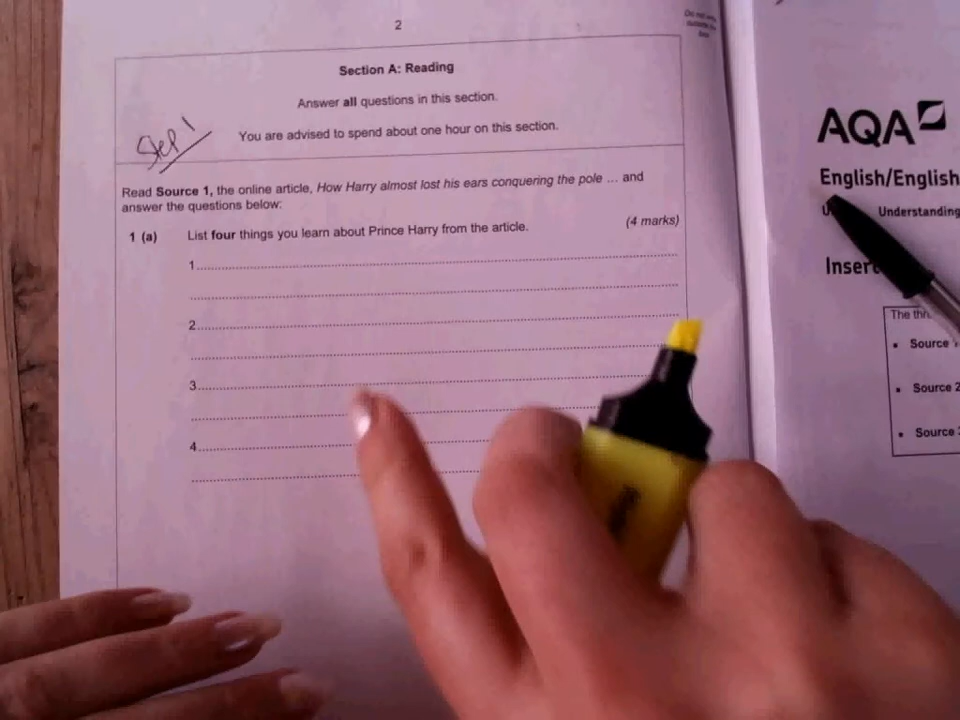 2
Section A: Reading
Answer all questions in this section.
You are advised to spend about one hour on this section.
Step 1
Read Source 1, the online article, How Harry almost lost his ears conquering the pole ... and
answer the questions below:
1 (a) List four things you learn about Prince Harry from the article. (4 marks)
1
2
3
4
AQA
English/English
Understanding
Insert
The
• Source
• Source 2
• Source